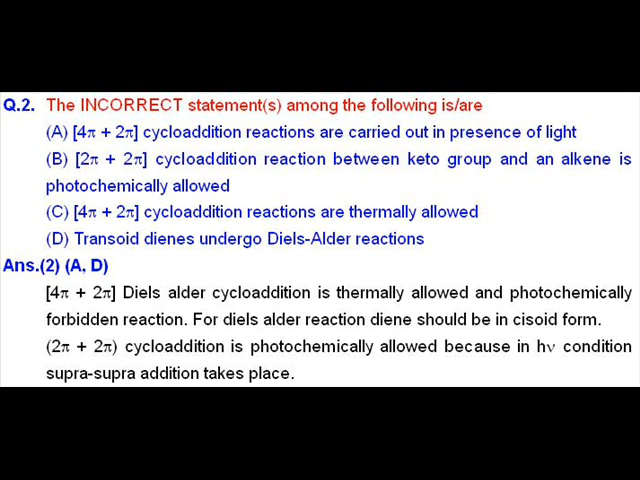 Q.2. The INCORRECT statement(s) among the following is/are
(A) [4π + 2π] cycloaddition reactions are carried out in presence of light
(B) [2π + 2π] cycloaddition reaction between keto group and an alkene is
photochemically allowed
(C) [4π + 2π] cycloaddition reactions are thermally allowed
(D) Transoid dienes undergo Diels-Alder reactions
Ans.(2) (A, D)
[4π + 2π] Diels alder cycloaddition is thermally allowed and photochemically
forbidden reaction. For diels alder reaction diene should be in cisoid form.
(2π + 2π) cycloaddition is photochemically allowed because in hν condition
supra-supra addition takes place.